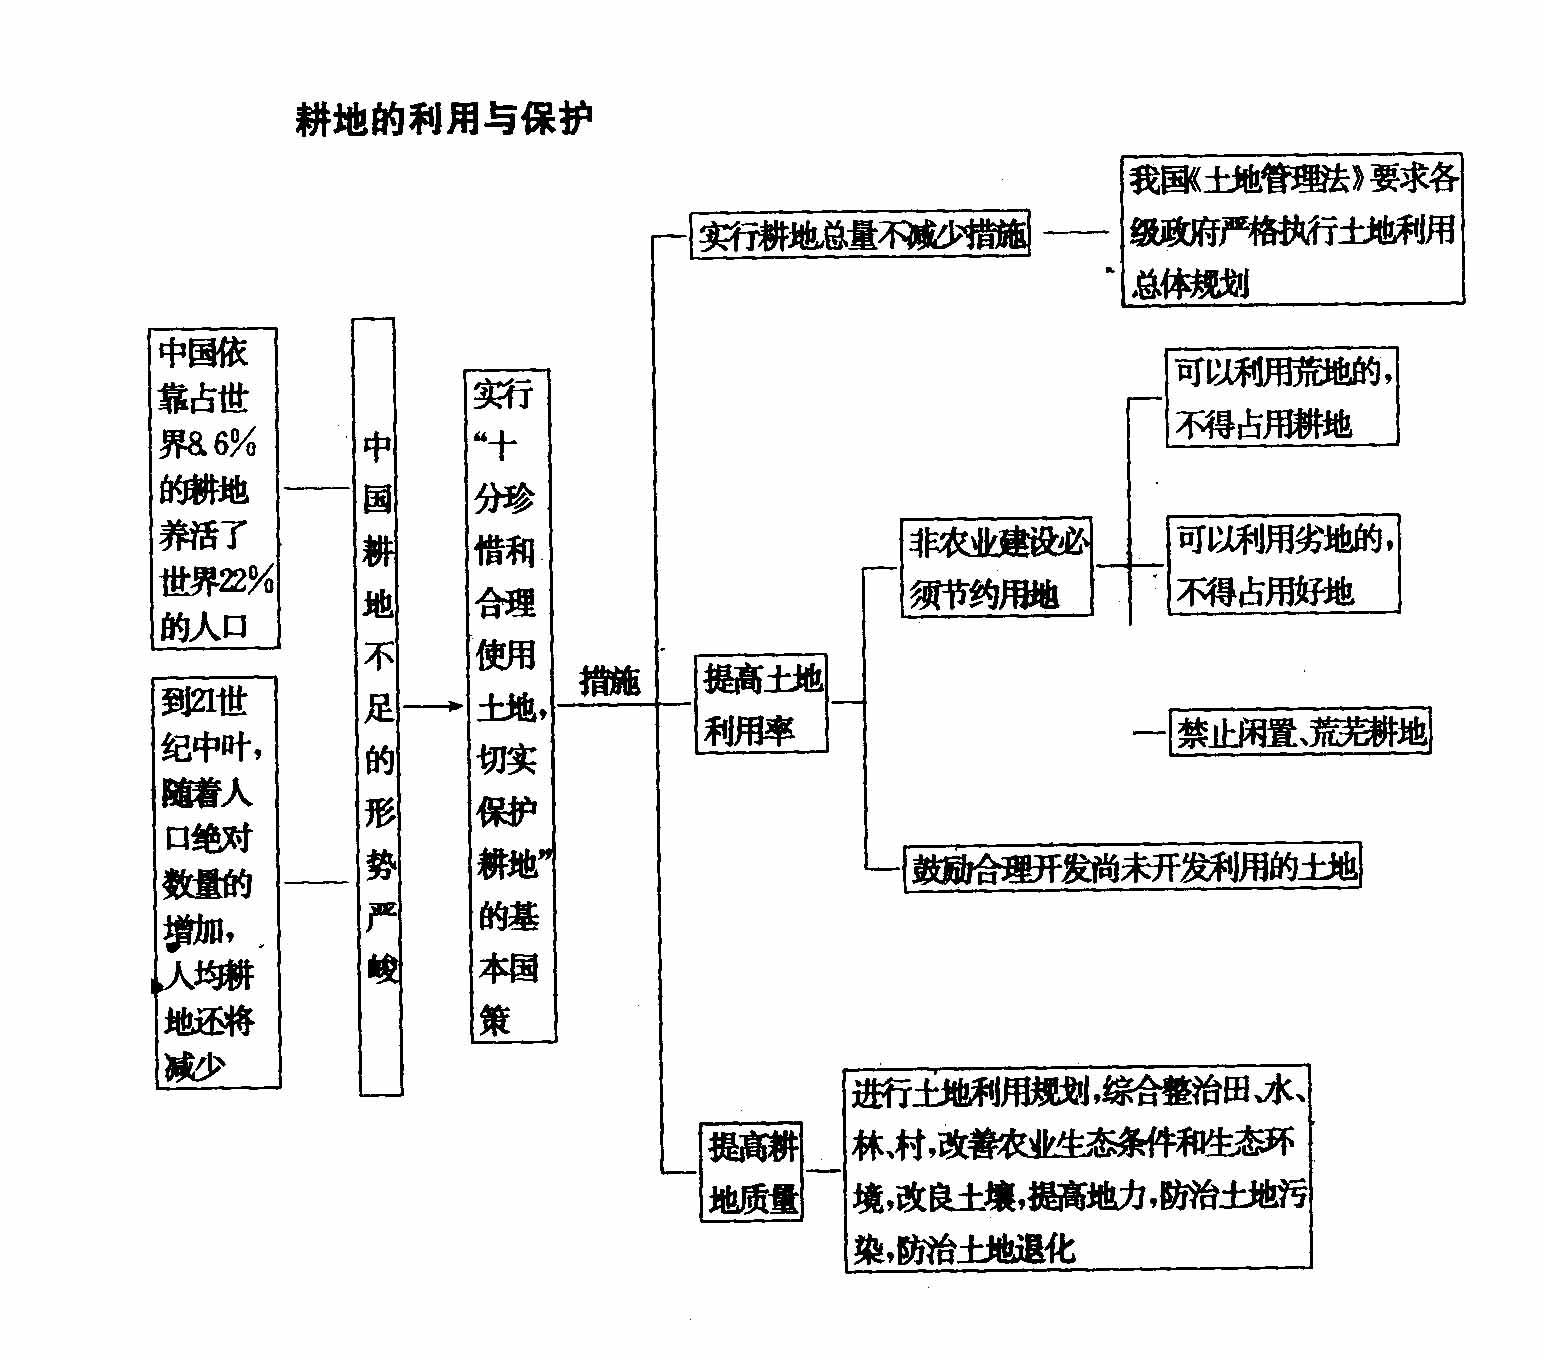 耕地的利用与保护
中国依
靠占世
界8.6%
的耕地
养活了
世界22%
的人口
到21世
纪中叶，
随着人
口绝对
数量的
增加，
人均耕
地还将
减少
中国耕地不足的形势严峻
实行
“十
分珍
惜和
合理
使用
土地，
切实
保护
耕地”
的基
本国
策
措施
实行耕地总量不减少措施
我国《土地管理法》要求各
级政府严格执行土地利用
总体规划
提高土地
利用率
非农业建设必
须节约用地
可以利用荒地的，
不得占用耕地
可以利用劣地的，
不得占用好地
禁止闲置、荒芜耕地
鼓励合理开发尚未开发利用的土地
提高耕
地质量
进行土地利用规划，综合整治田、水、
林、村，改善农业生态条件和生态环
境，改良土壤，提高地力，防治土地污
染，防治土地退化